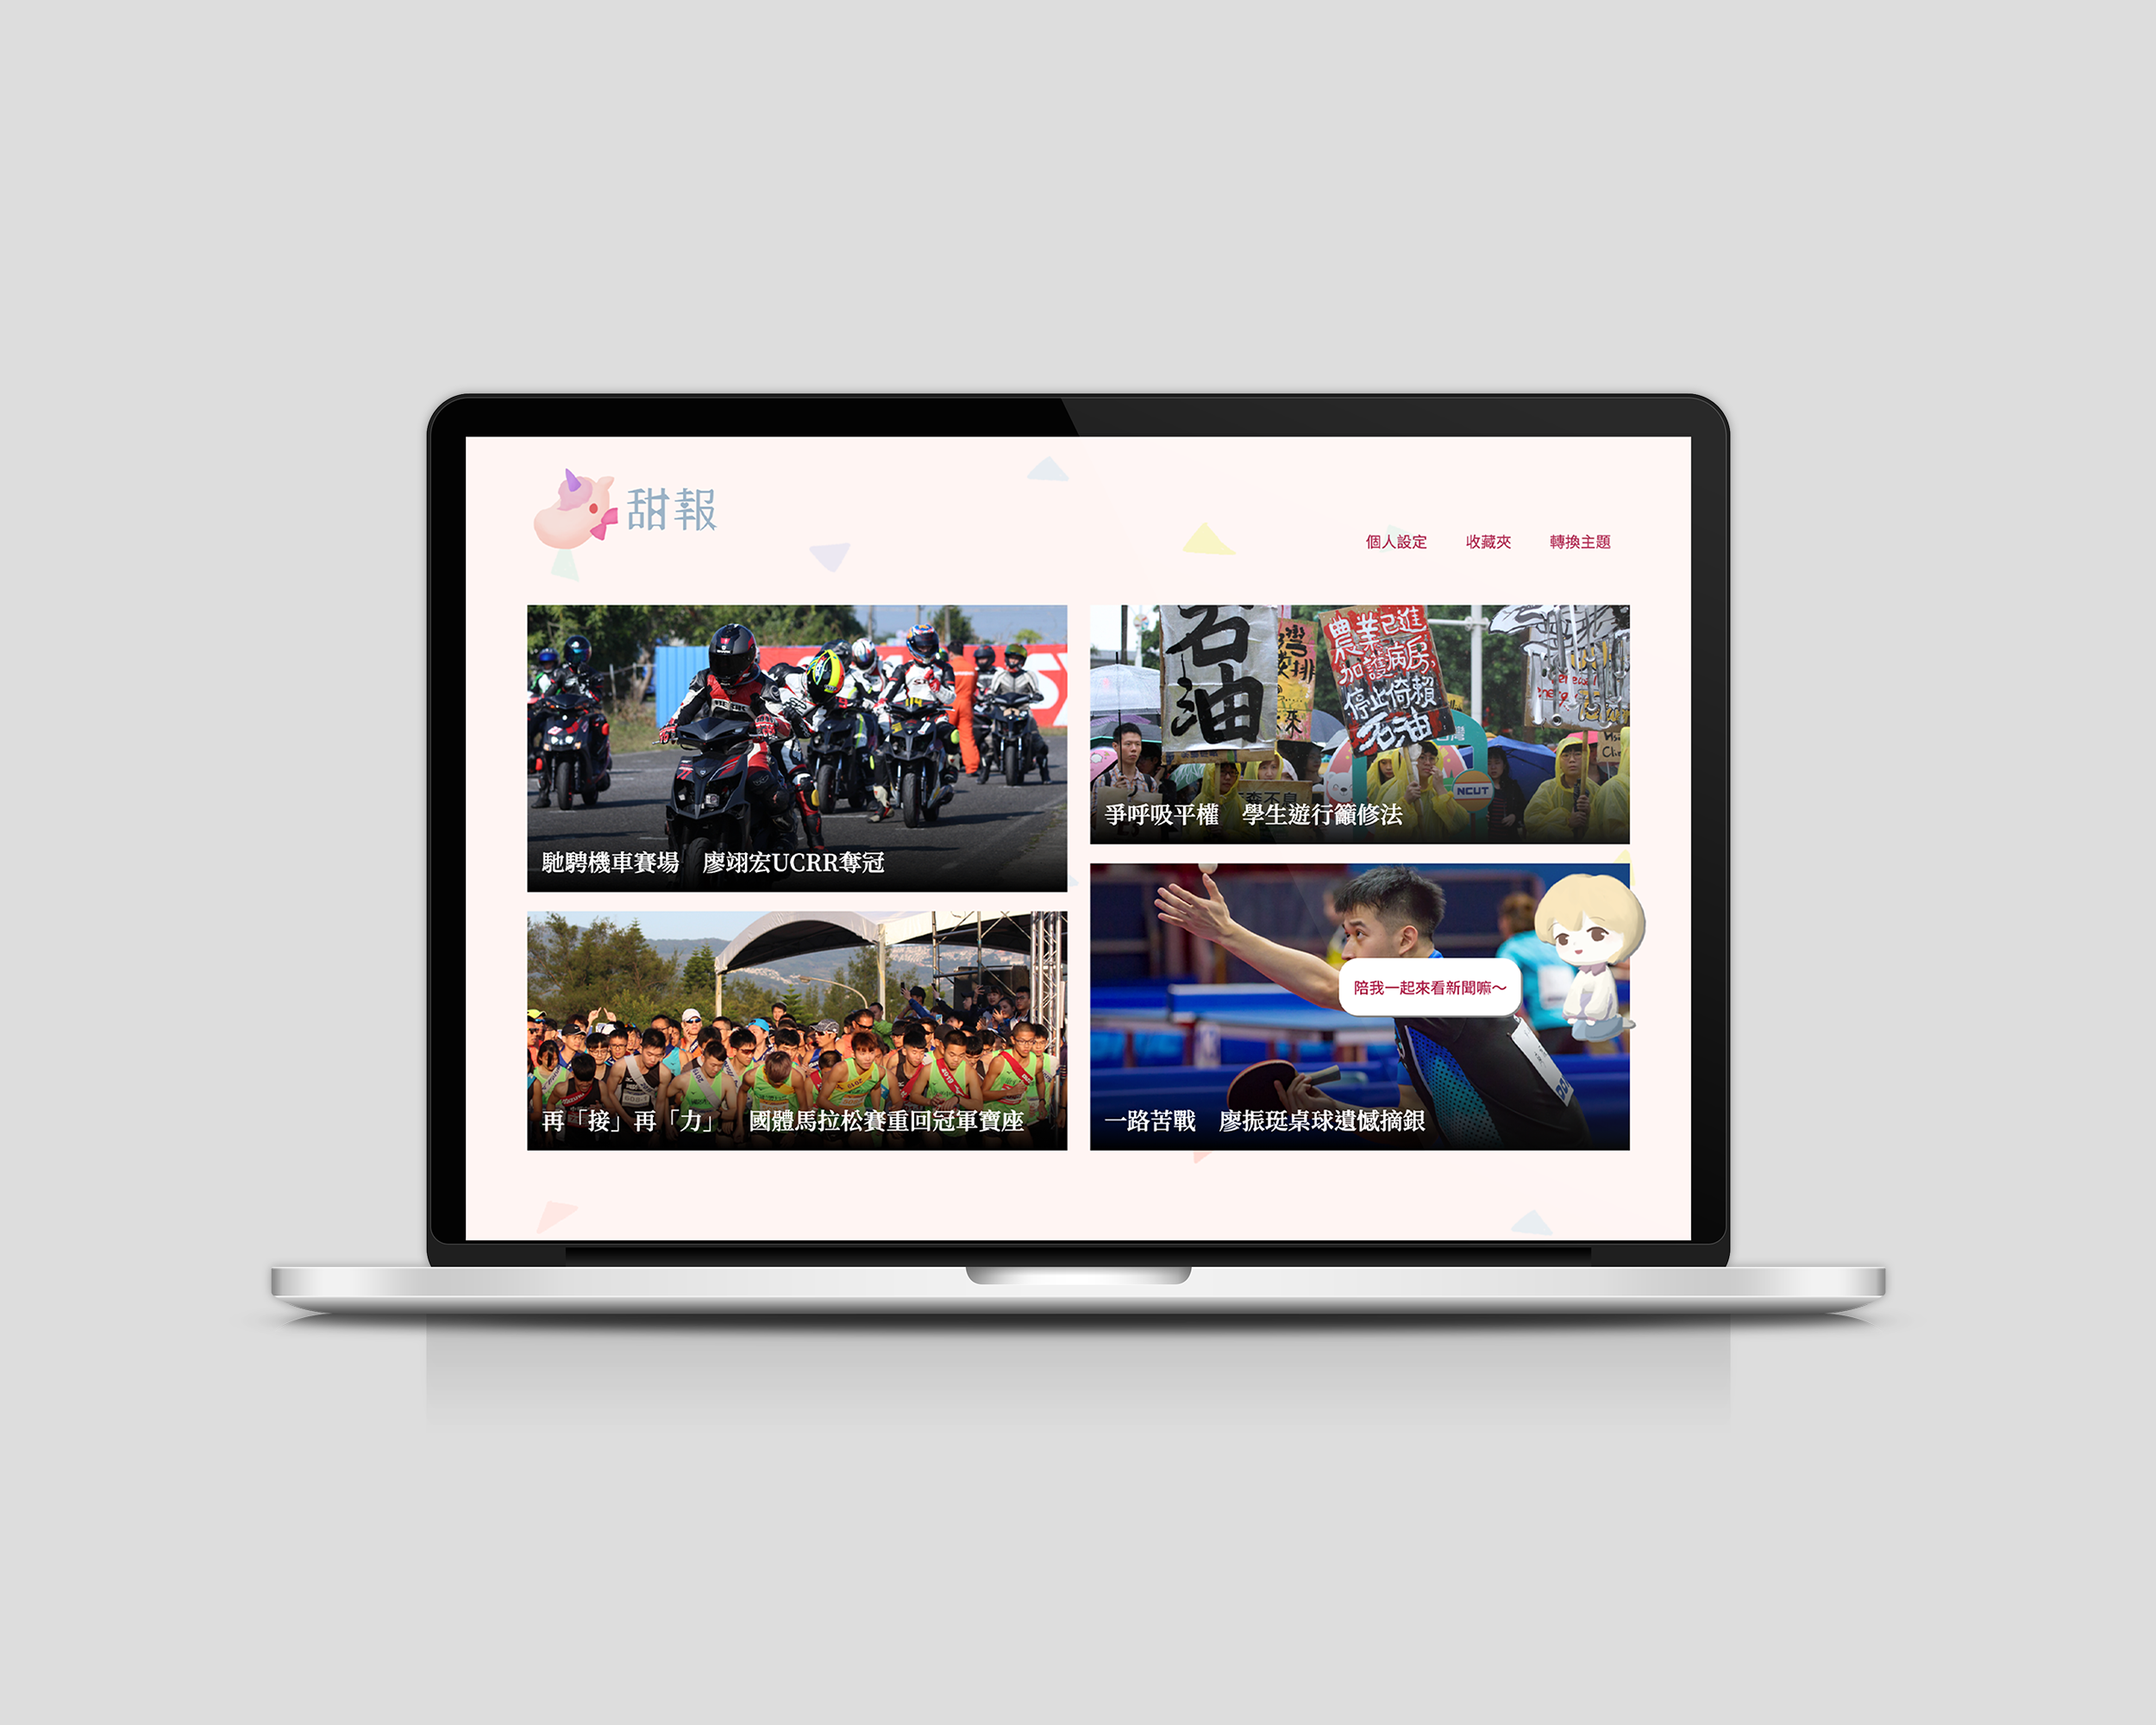 甜報
個人設定
收藏夾
轉換主題
馳騁機車賽場　廖翊宏UCRR奪冠
石油
農業已進
加護病房,
停止倚賴
石油
NCUT
爭呼吸平權　學生遊行籲修法
再「接」再「力」　國體馬拉松賽重回冠軍寶座
陪我一起來看新聞嘛～
一路苦戰　廖振珽桌球遺憾摘銀